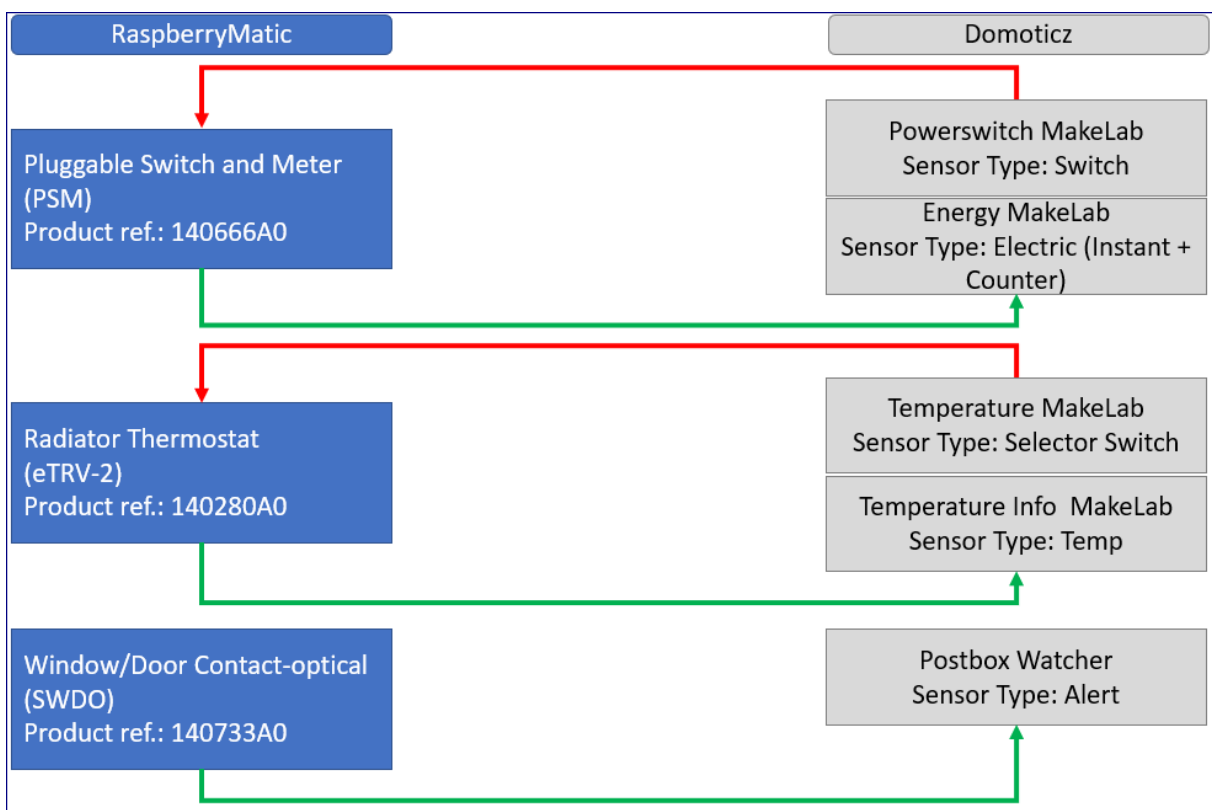 RaspberryMatic
Domoticz
Pluggable Switch and Meter
(PSM)
Product ref.: 140666A0
Powerswitch MakeLab
Sensor Type: Switch
Energy MakeLab
Sensor Type: Electric (Instant +
Counter)
Radiator Thermostat
(eTRV-2)
Product ref.: 140280A0
Temperature MakeLab
Sensor Type: Selector Switch
Temperature Info  MakeLab
Sensor Type: Temp
Window/Door Contact-optical
(SWDO)
Product ref.: 140733A0
Postbox Watcher
Sensor Type: Alert